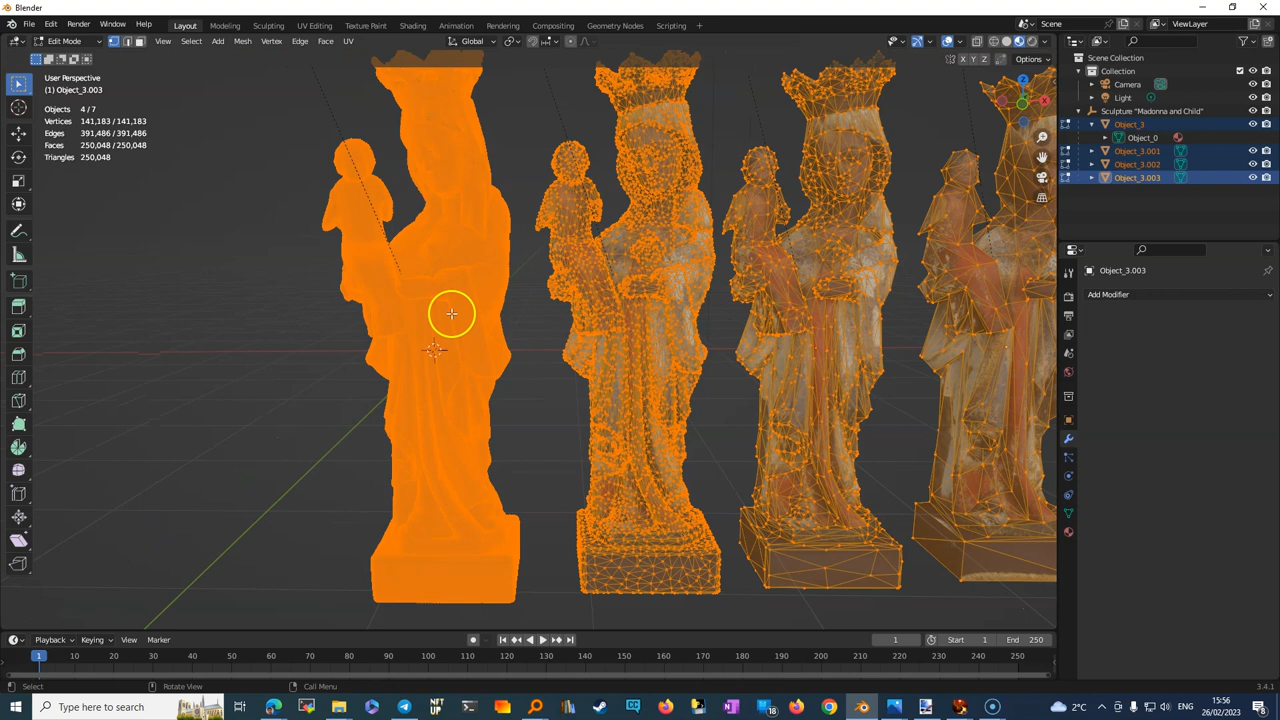 Blender
File Edit Render Window Help Layout Modeling Sculpting UV Editing Texture Paint Shading Animation Rendering Compositing Geometry Nodes Scripting + Scene ViewLayer
Edit Mode View Select Add Mesh Vertex Edge Face UV Global
X Y Z Options
User Perspective
(1) Object_3.003
Objects 4 / 7
Vertices 141,183 / 141,183
Edges 391,486 / 391,486
Faces 250,048 / 250,048
Triangles 250,048
Scene Collection
Collection
Camera
Light
Sculpture "Madonna and Child"
Object_3
Object_0
Object_3.001
Object_3.002
Object_3.003
Object_3.003
Add Modifier
Playback Keying View Marker 1 Start 1 End 250
1 10 20 30 40 50 60 70 80 90 100 110 120 130 140 150 160 170 180 190 200 210 220 230 240 250
Select Rotate View Call Menu 3.4.1
Type here to search NFT UP 18 2°C ENG 15:56 26/02/2023